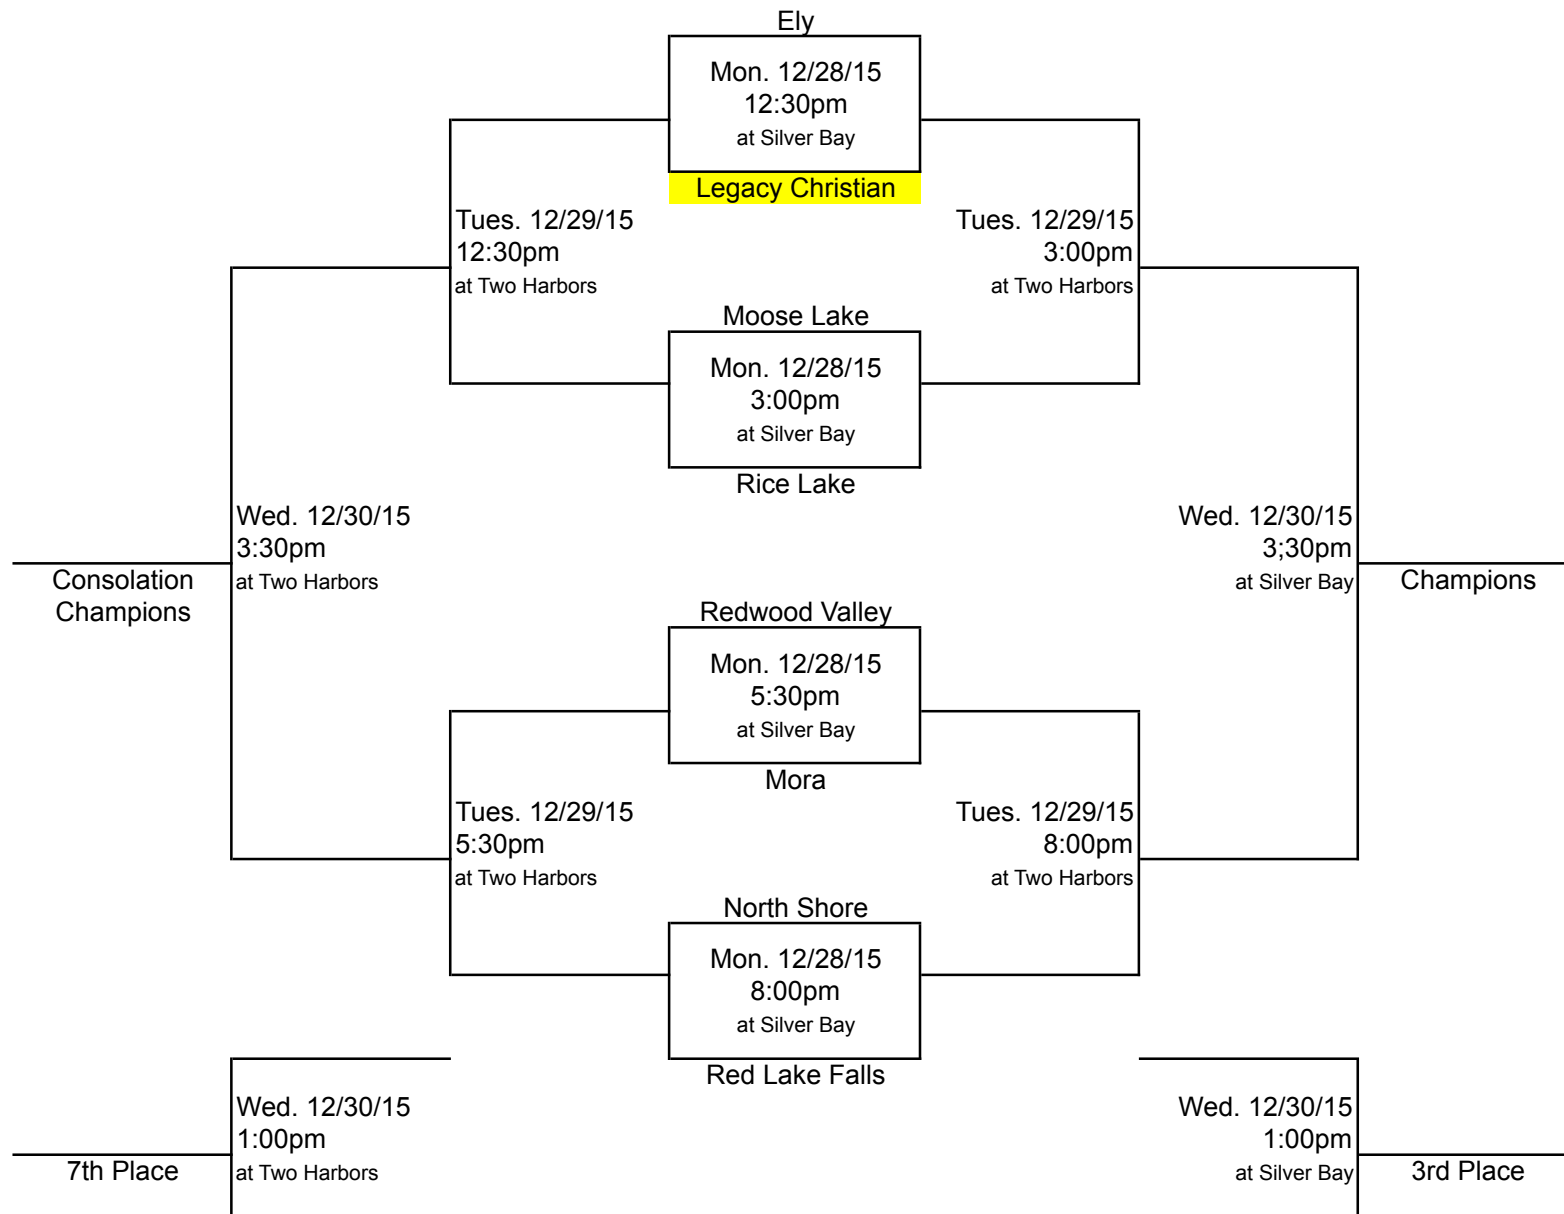 Ely
Mon. 12/28/15
12:30pm
at Silver Bay
Legacy Christian
Tues. 12/29/15
12:30pm
at Two Harbors
Tues. 12/29/15
3:00pm
at Two Harbors
Moose Lake
Mon. 12/28/15
3:00pm
at Silver Bay
Rice Lake
Wed. 12/30/15
3:30pm
at Two Harbors
Consolation
Champions
Wed. 12/30/15
3;30pm
at Silver Bay
Champions
Redwood Valley
Mon. 12/28/15
5:30pm
at Silver Bay
Mora
Tues. 12/29/15
5:30pm
at Two Harbors
Tues. 12/29/15
8:00pm
at Two Harbors
North Shore
Mon. 12/28/15
8:00pm
at Silver Bay
Red Lake Falls
Wed. 12/30/15
1:00pm
at Two Harbors
7th Place
Wed. 12/30/15
1:00pm
at Silver Bay
3rd Place